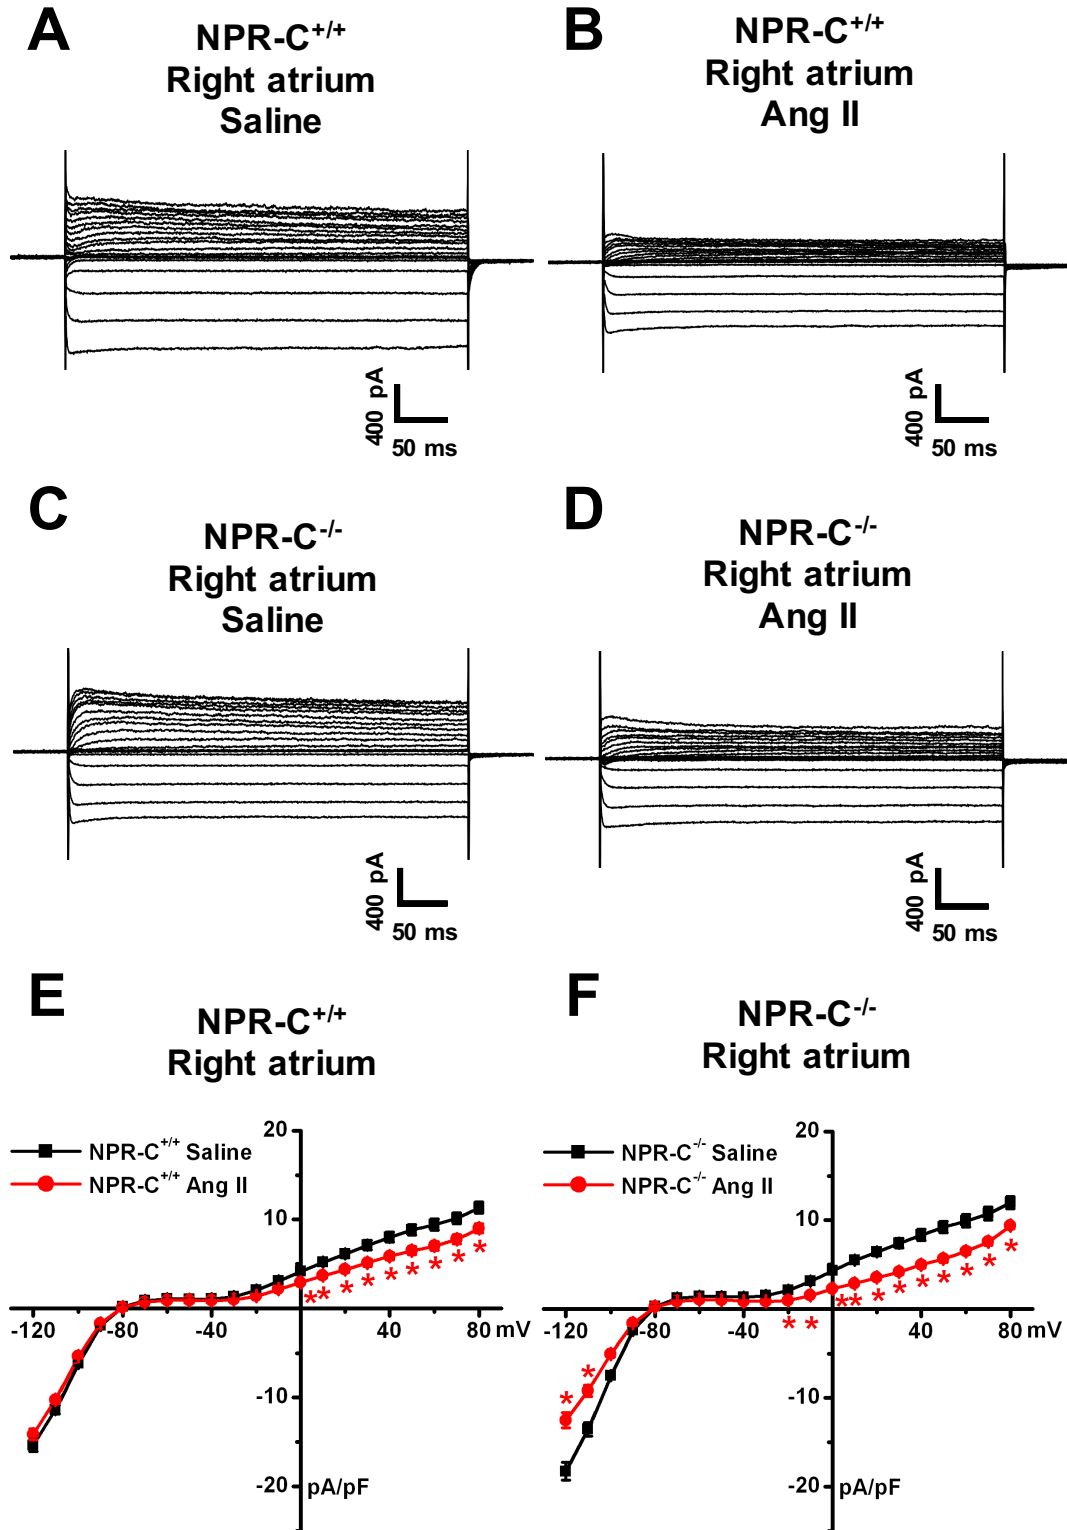 A
NPR-C+/+
Right atrium
Saline
B
NPR-C+/+
Right atrium
Ang II
400 pA
50 ms
400 pA
50 ms
C
NPR-C-/-
Right atrium
Saline
D
NPR-C-/-
Right atrium
Ang II
400 pA
50 ms
400 pA
50 ms
E
NPR-C+/+
Right atrium
F
NPR-C-/-
Right atrium
NPR-C+/+ Saline
NPR-C+/+ Ang II
20
10
* * * * * * * * *
-120 -80 -40 40 80 mV
-10
-20 pA/pF
NPR-C-/- Saline
NPR-C-/- Ang II
20
10
* * * * * * * * *
-120 -80 -40 40 80 mV
* *
* *
-10
-20 pA/pF